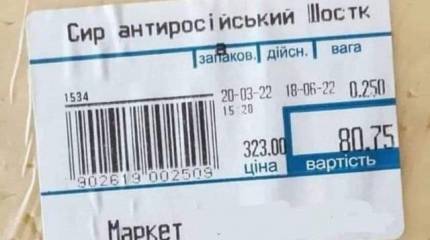 Сир антиросійський Шостк
а
запаков. дійсн. вага
1534
20-03-22 18-06-22 0.250
15 20
323.00 80.75
ціна вартість
902619 002509
Маркет